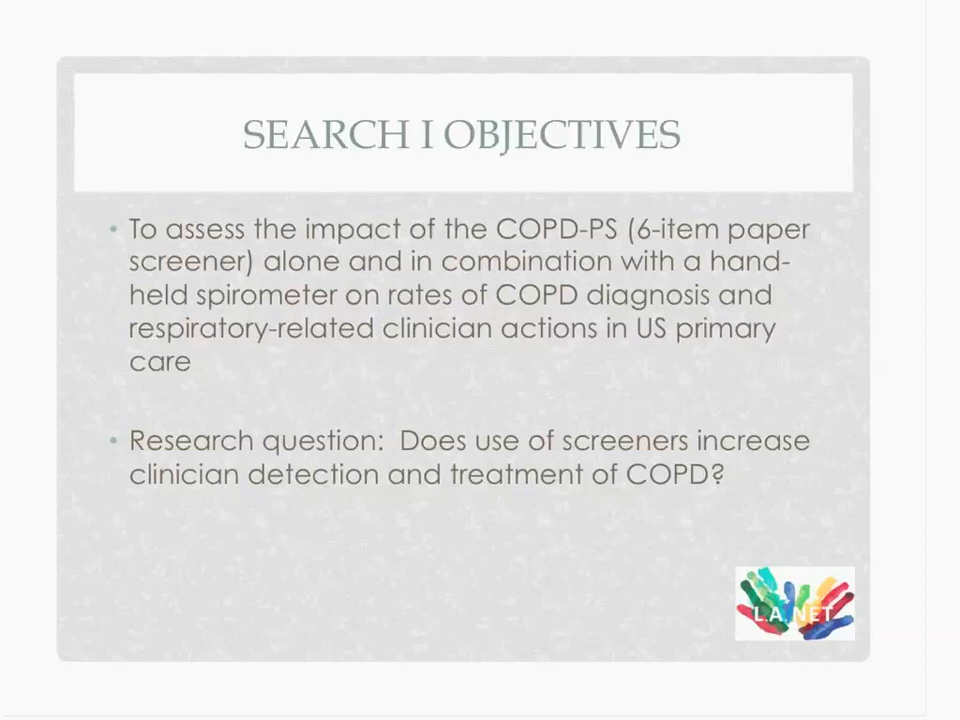 SEARCH I OBJECTIVES
• To assess the impact of the COPD-PS (6-item paper
screener) alone and in combination with a hand-
held spirometer on rates of COPD diagnosis and
respiratory-related clinician actions in US primary
care
• Research question: Does use of screeners increase
clinician detection and treatment of COPD?
L.A. NET